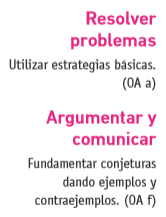 Resolver
problemas
Utilizar estrategias básicas.
(OA a)
Argumentar y
comunicar
Fundamentar conjeturas
dando ejemplos y
contraejemplos. (OA f)